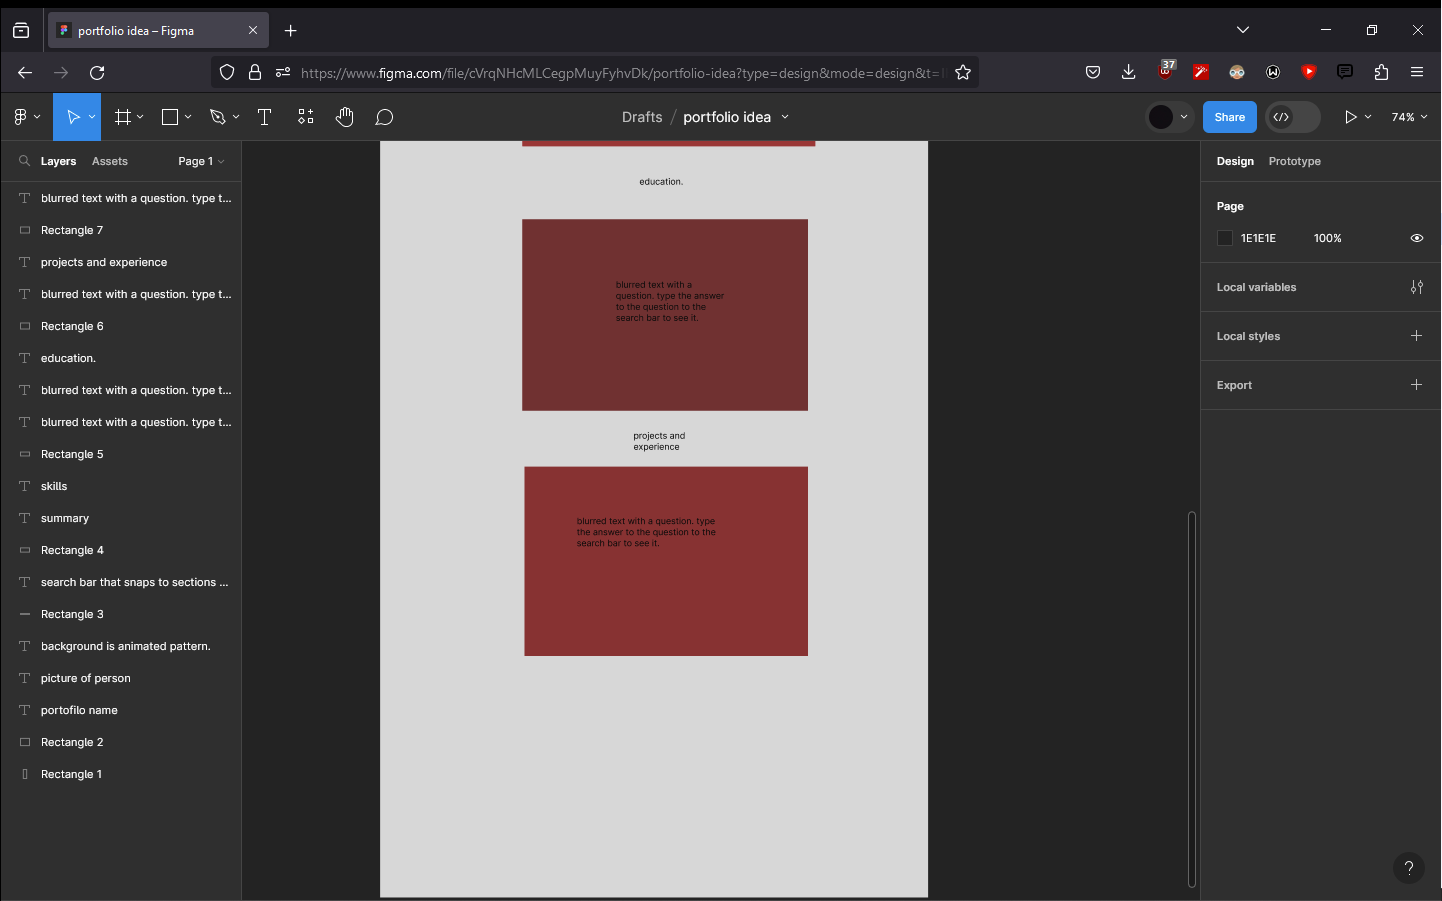 portfolio idea – Figma
https://www.figma.com/file/cVrqNHcMLCegpMuyFyhvDk/portfolio-idea?type=design&mode=design&t=
37
Drafts / portfolio idea
Share
</>
74%
Layers
Assets
Page 1
blurred text with a question. type t...
Rectangle 7
projects and experience
blurred text with a question. type t...
Rectangle 6
education.
blurred text with a question. type t...
blurred text with a question. type t...
Rectangle 5
skills
summary
Rectangle 4
search bar that snaps to sections ...
Rectangle 3
background is animated pattern.
picture of person
portofilo name
Rectangle 2
Rectangle 1
education.
blurred text with a
question. type the answer
to the question to the
search bar to see it.
projects and
experience
blurred text with a question. type
the answer to the question to the
search bar to see it.
Design
Prototype
Page
1E1E1E
100%
Local variables
Local styles
Export
?